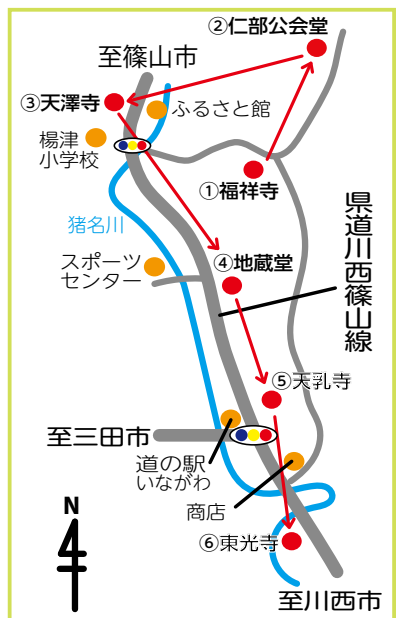 ②仁部公会堂
至篠山市
③天澤寺
ふるさと館
楊津
小学校
①福祥寺
猪名川
④地蔵堂
スポーツ
センター
県道川西篠山線
⑤天乳寺
至三田市
道の駅
いながわ
商店
N
⑥東光寺
至川西市